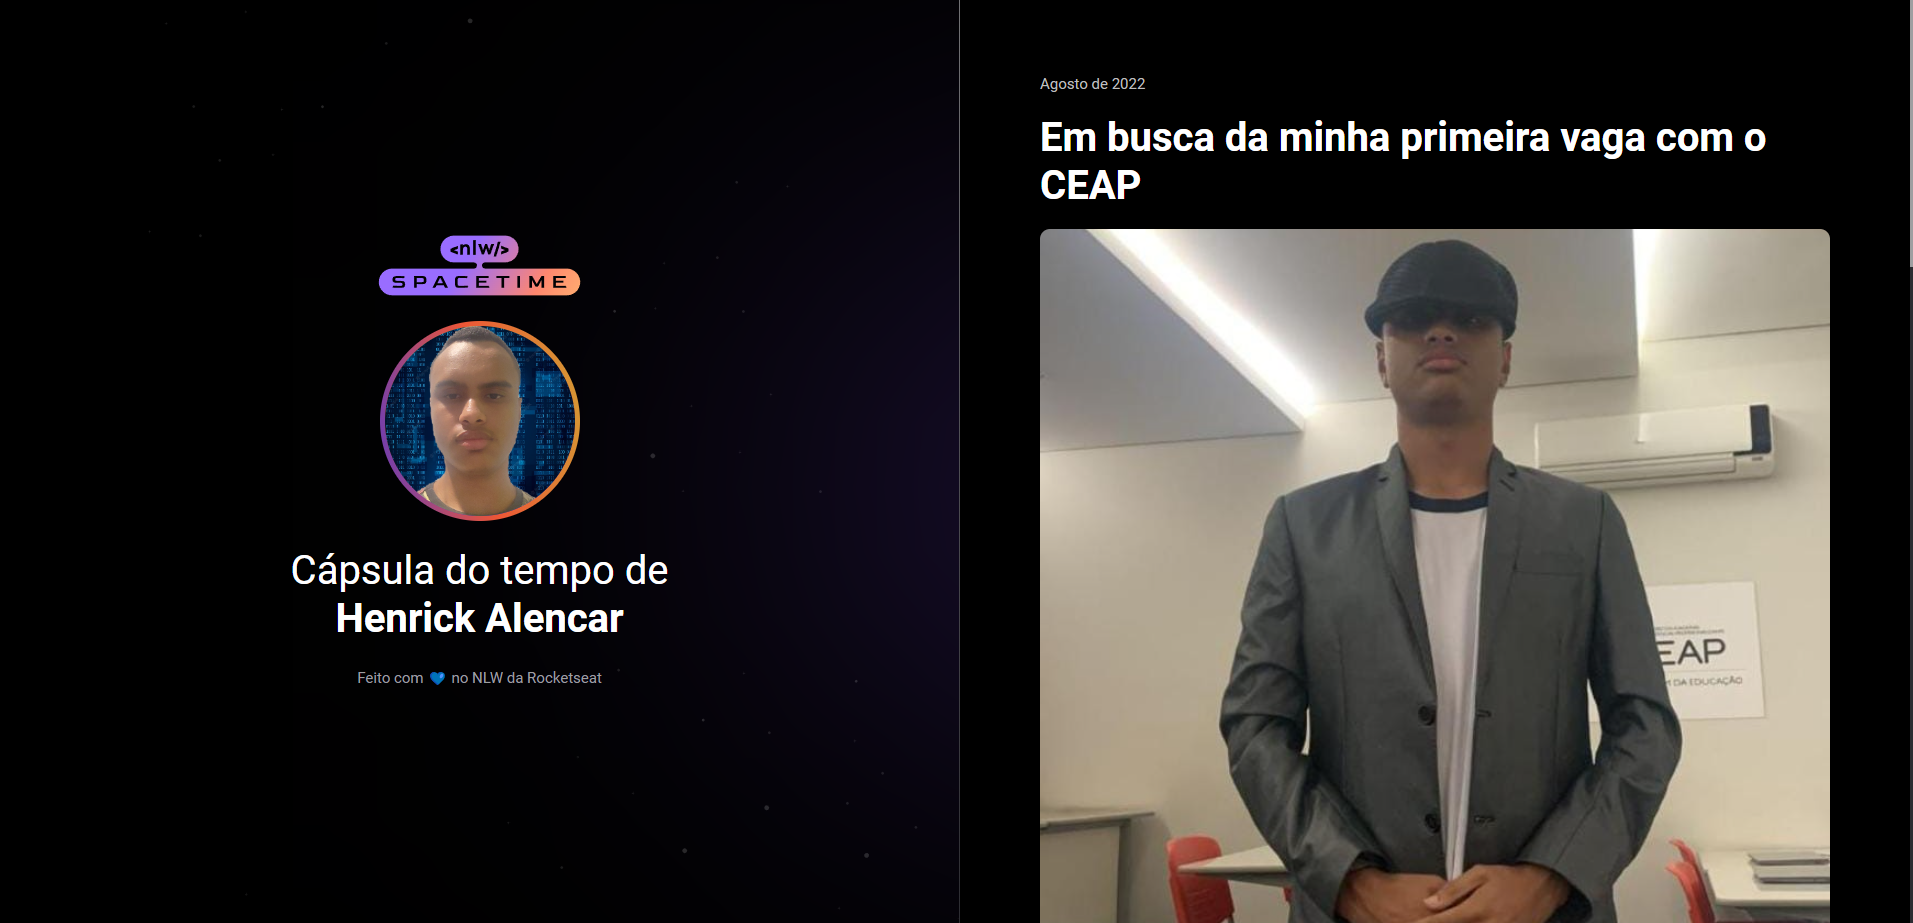 <nlw/>
SPACETIME
Cápsula do tempo de
Henrick Alencar
Feito com 💙 no NLW da Rocketseat
Agosto de 2022
Em busca da minha primeira vaga com o
CEAP
EAP
DA EDUCAÇÃO